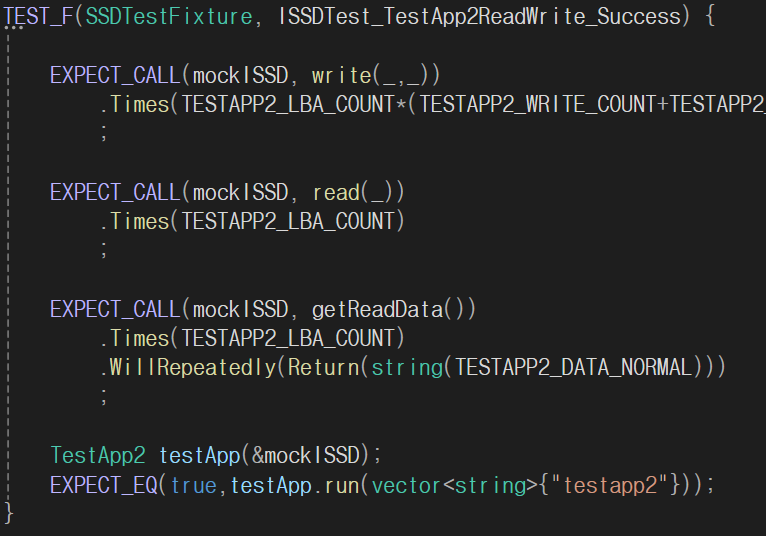 TEST_F(SSDTestFixture, ISSDTest_TestApp2ReadWrite_Success) {
EXPECT_CALL(mockISSD, write(_,_))
.Times(TESTAPP2_LBA_COUNT*(TESTAPP2_WRITE_COUNT+TESTAPP2_
;
EXPECT_CALL(mockISSD, read(_))
.Times(TESTAPP2_LBA_COUNT)
;
EXPECT_CALL(mockISSD, getReadData())
.Times(TESTAPP2_LBA_COUNT)
.WillRepeatedly(Return(string(TESTAPP2_DATA_NORMAL)))
;
TestApp2 testApp(&mockISSD);
EXPECT_EQ(true,testApp.run(vector<string>{"testapp2"}));
}